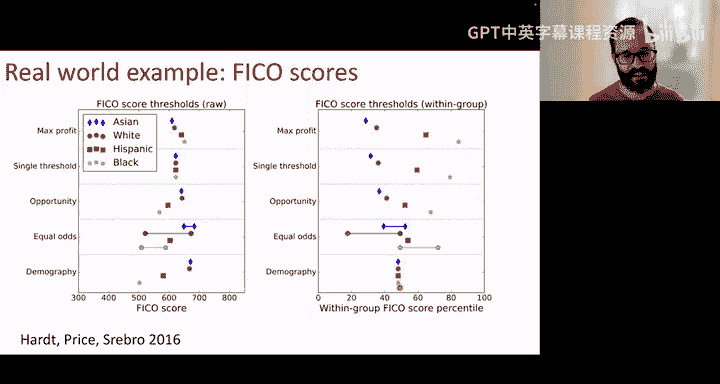 GPT中英字幕课程资源
bilibili
Real world example: FICO scores
FICO score thresholds (raw)
Asian
White
Hispanic
Black
Max profit
Single threshold
Opportunity
Equal odds
Demography
300 400 500 600 700 800
FICO score
FICO score thresholds (within-group)
Max profit
Single threshold
Opportunity
Equal odds
Demography
0 20 40 60 80 100
Within-group FICO score percentile
Hardt, Price, Srebro 2016